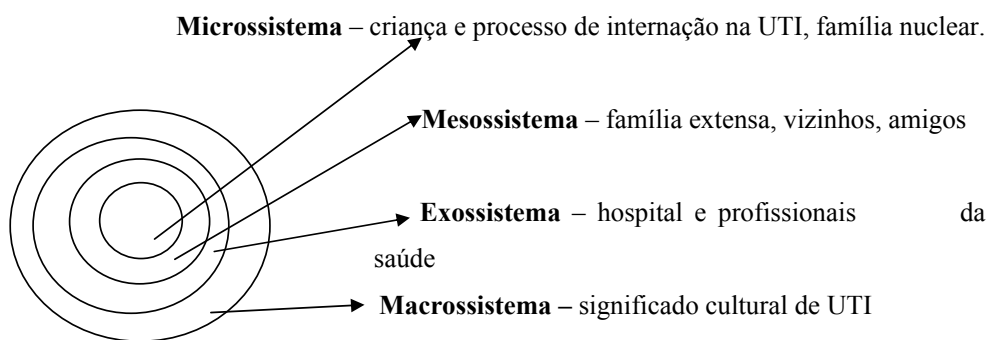 Microssistema – criança e processo de internação na UTI, família nuclear.
Mesossistema – família extensa, vizinhos, amigos
Exossistema – hospital e profissionais da
saúde
Macrossistema – significado cultural de UTI